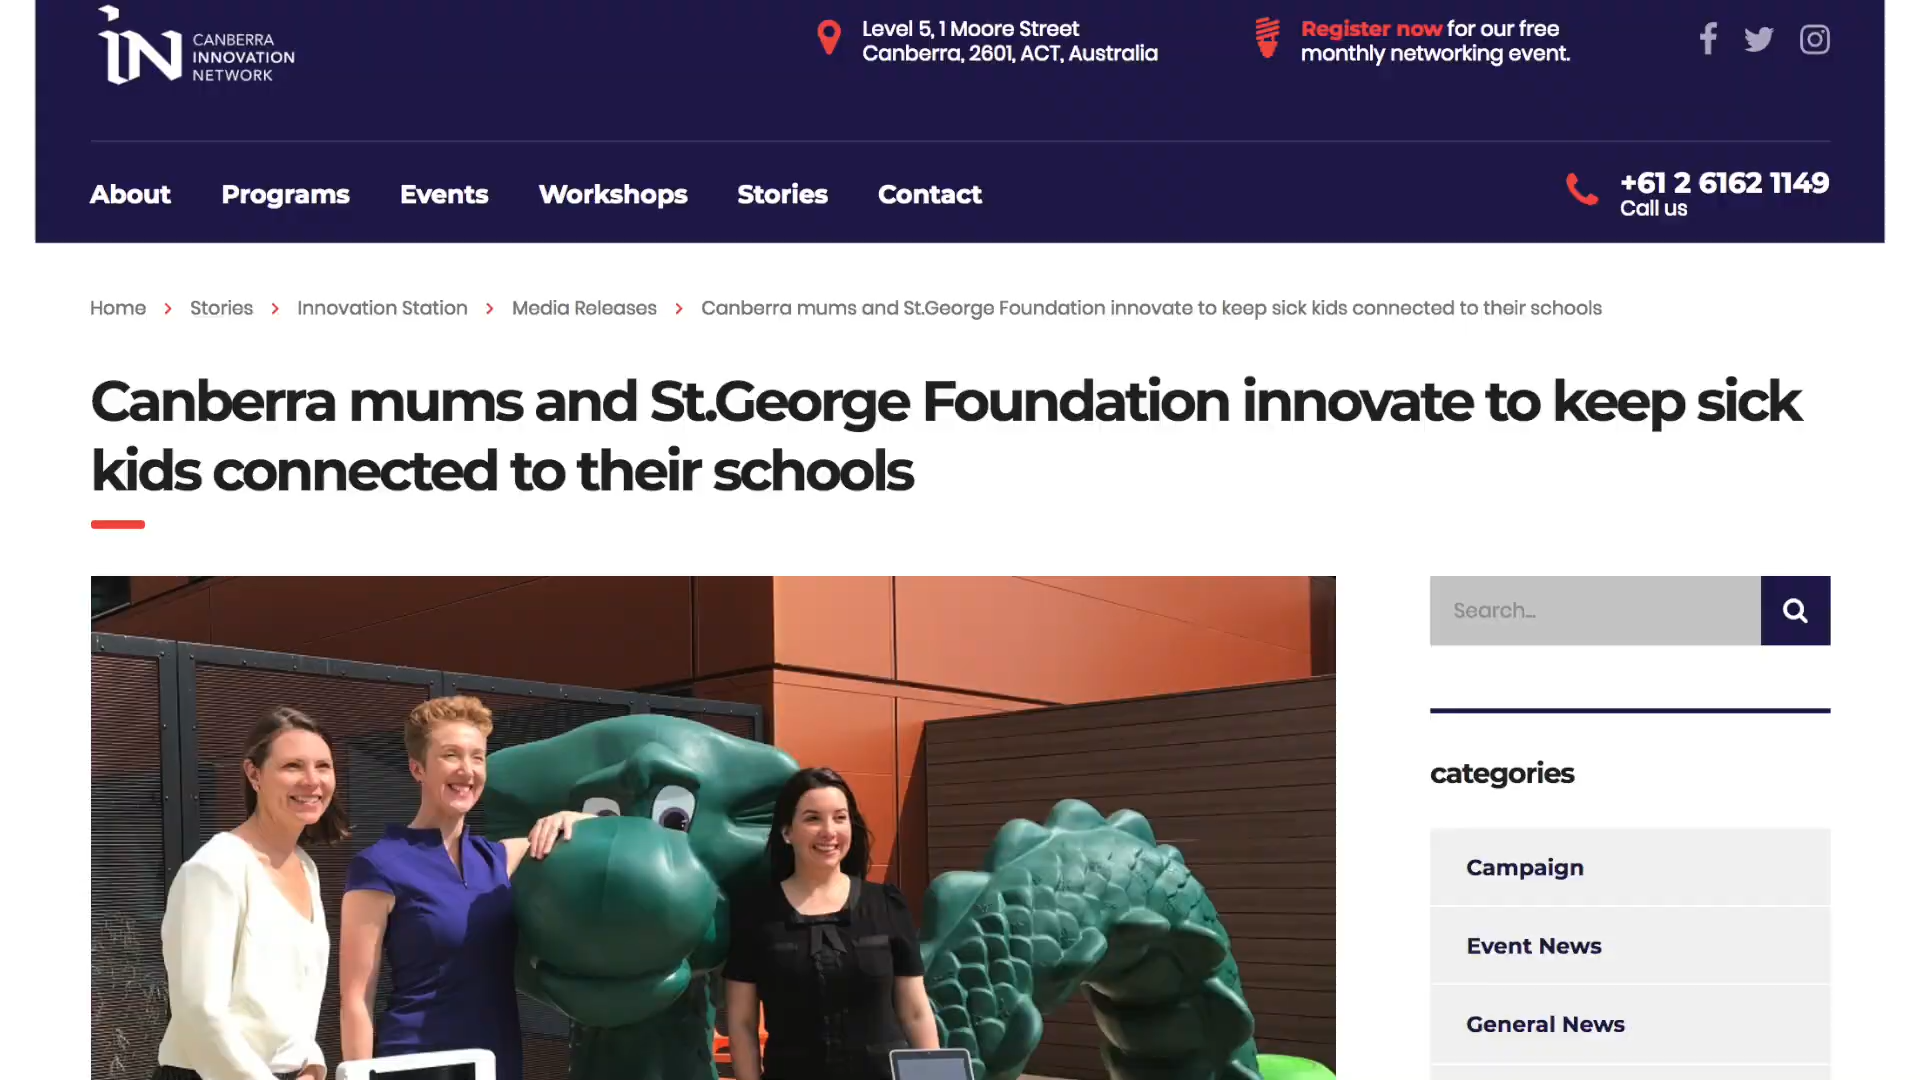 CANBERRA
INNOVATION
NETWORK
Level 5, 1 Moore Street
Canberra, 2601, ACT, Australia
Register now for our free
monthly networking event.
About
Programs
Events
Workshops
Stories
Contact
+61 2 6162 1149
Call us
Home > Stories > Innovation Station > Media Releases > Canberra mums and St.George Foundation innovate to keep sick kids connected to their schools
Canberra mums and St.George Foundation innovate to keep sick
kids connected to their schools
Search...
categories
Campaign
Event News
General News